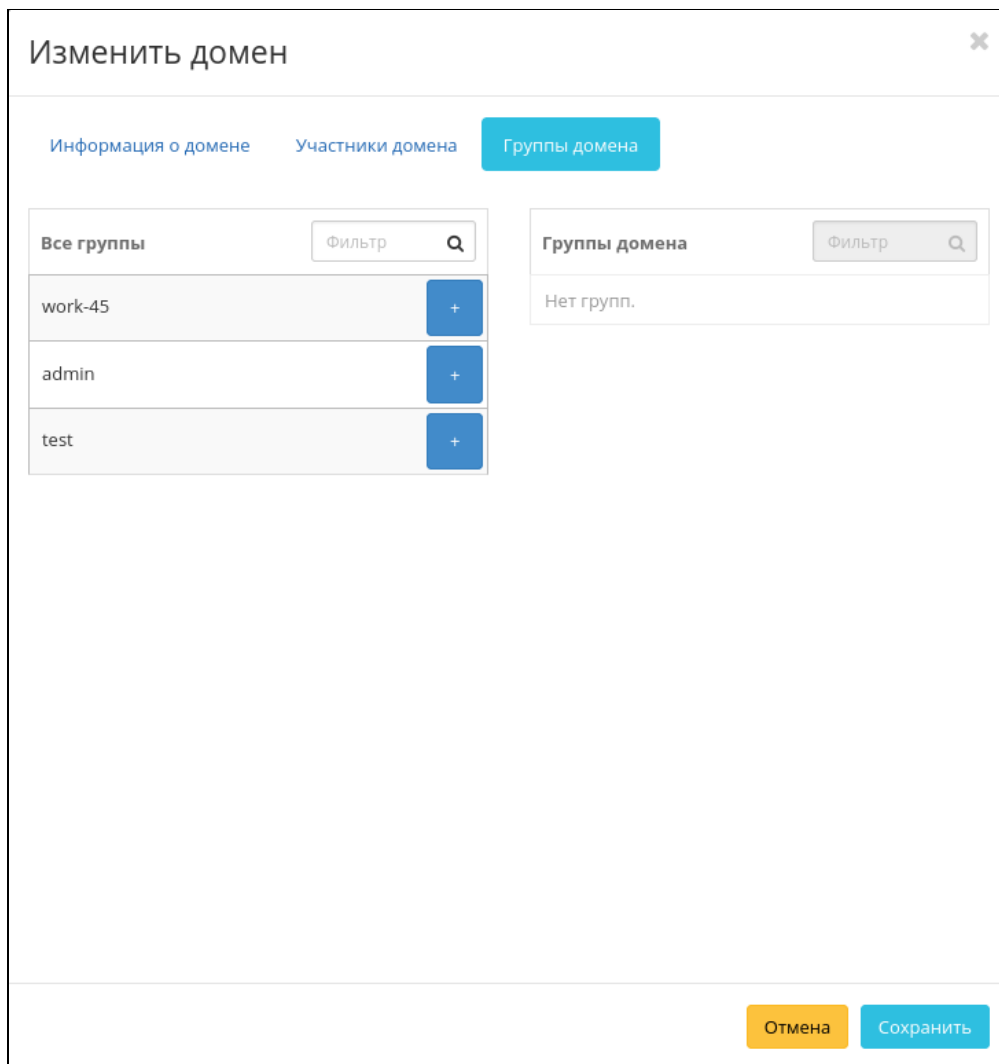 Изменить домен
Информация о домене Участники домена Группы домена
Все группы Фильтр
work-45 +
admin +
test +
Группы домена Фильтр
Нет групп.
Отмена Сохранить